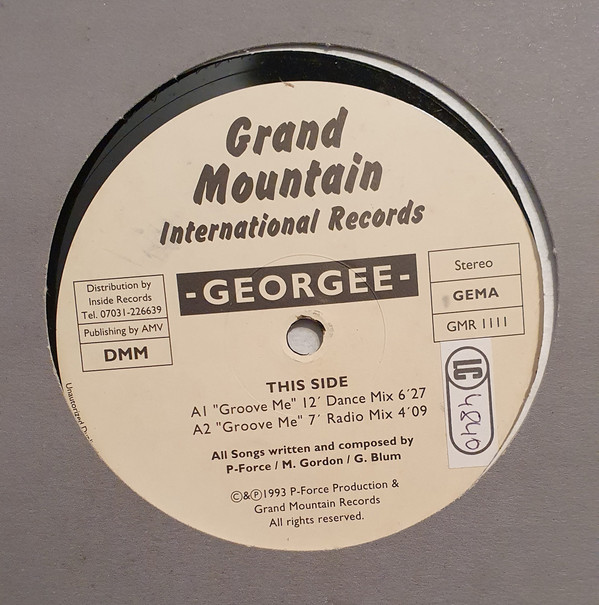 Grand
Mountain
International Records
-GEORGEE-
Distribution by
Inside Records
Tel. 07031-226639
Publishing by AMV
DMM
Stereo
GEMA
GMR 1111
LC
4840
THIS SIDE
A1 "Groove Me" 12´ Dance Mix 6´27
A2 "Groove Me" 7´ Radio Mix 4´09
All Songs written and composed by
P-Force / M. Gordon / G. Blum
©&℗1993 P-Force Production &
Grand Mountain Records
All rights reserved.
Unautorized